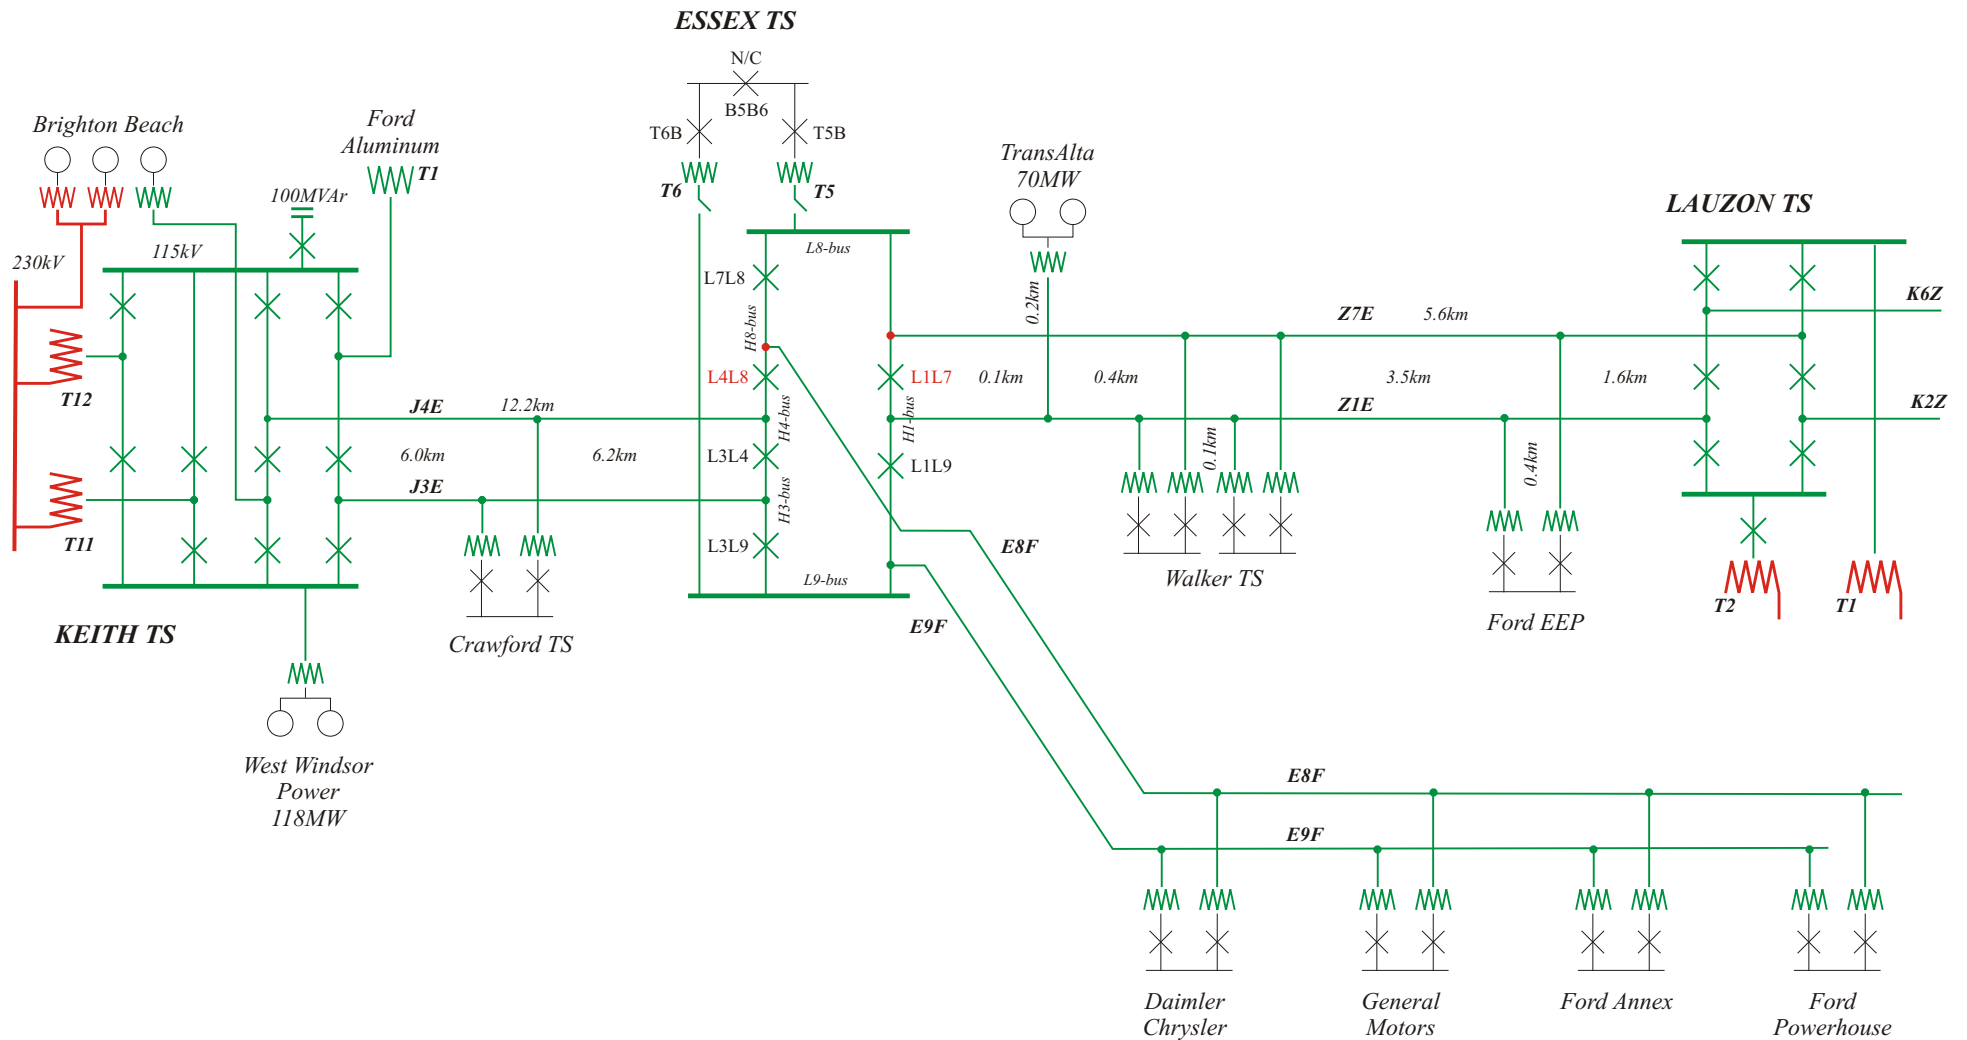 ESSEX TS
N/C
B5B6
T6B
T5B
T6
T5
Brighton Beach
Ford
Aluminum
T1
100MVAr
230kV
115kV
T12
T11
KEITH TS
West Windsor
Power
118MW
J4E
12.2km
6.0km
6.2km
J3E
Crawford TS
L8-bus
L7L8
H8-bus
L4L8
H4-bus
L3L4
H3-bus
L3L9
L9-bus
L1L7
H1-bus
L1L9
TransAlta
70MW
0.2km
Z7E
5.6km
0.1km
0.4km
3.5km
1.6km
Z1E
0.1km
0.4km
Walker TS
Ford EEP
LAUZON TS
K6Z
K2Z
T2
T1
E8F
E9F
E8F
E9F
Daimler
Chrysler
General
Motors
Ford Annex
Ford
Powerhouse